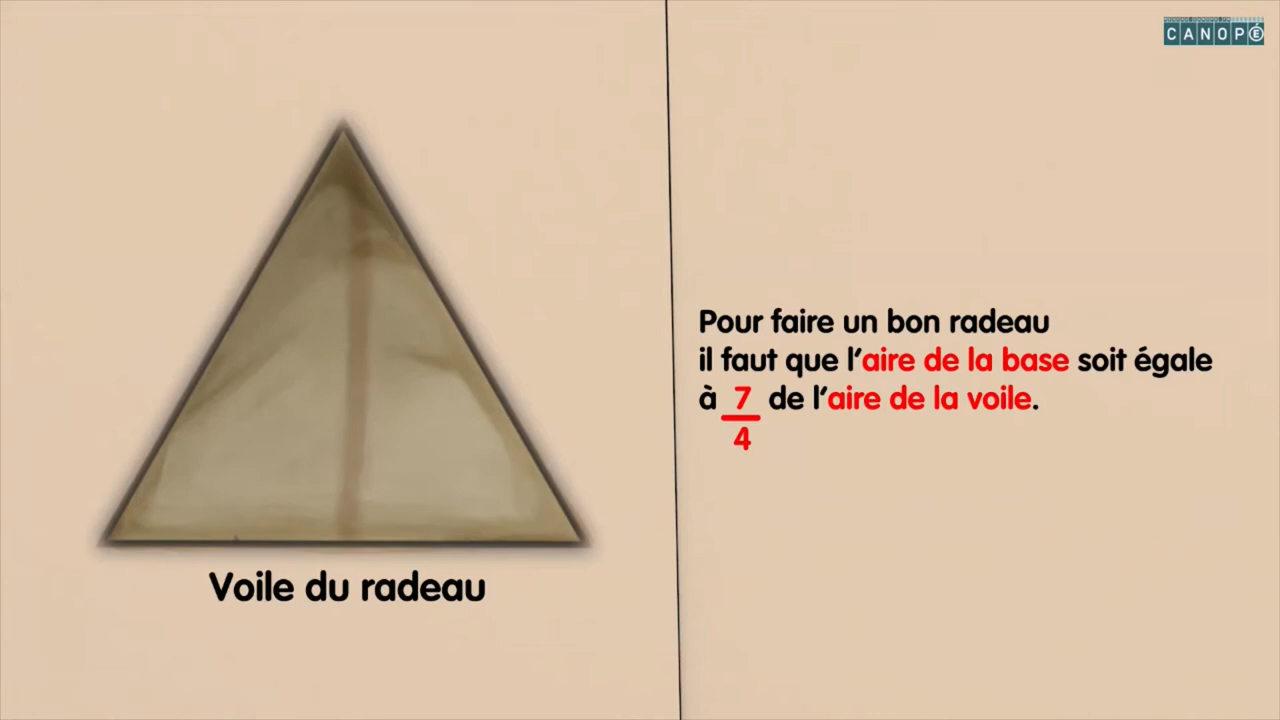 CANOPÉ
Pour faire un bon radeau
il faut que l'aire de la base soit égale
à 7/4 de l'aire de la voile.
Voile du radeau